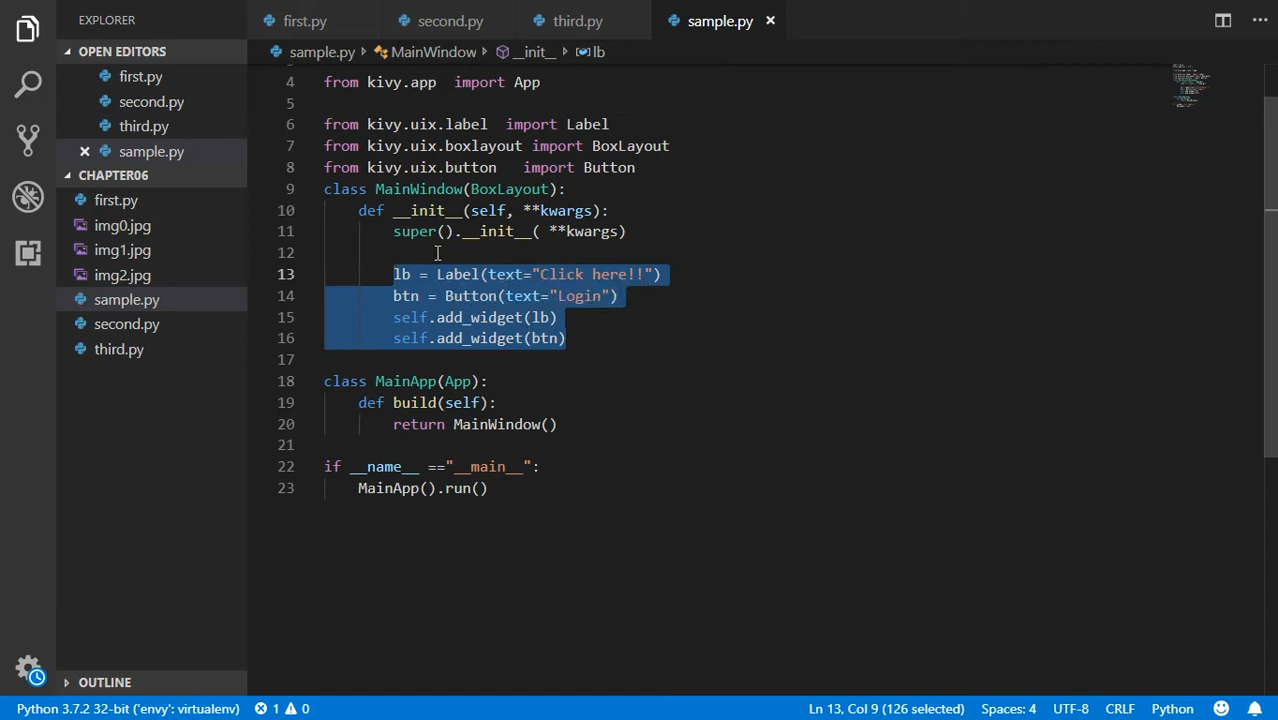 EXPLORER
OPEN EDITORS
first.py
second.py
third.py
sample.py
CHAPTER06
first.py
img0.jpg
img1.jpg
img2.jpg
sample.py
second.py
third.py
OUTLINE
first.py second.py third.py sample.py
sample.py MainWindow __init__ lb
4 from kivy.app  import App
5
6 from kivy.uix.label  import Label
7 from kivy.uix.boxlayout import BoxLayout
8 from kivy.uix.button   import Button
9 class MainWindow(BoxLayout):
10     def __init__(self, **kwargs):
11         super().__init__( **kwargs)
12
13         lb = Label(text="Click here!!")
14         btn = Button(text="Login")
15         self.add_widget(lb)
16         self.add_widget(btn)
17
18 class MainApp(App):
19     def build(self):
20         return MainWindow()
21
22 if __name__ =="__main__":
23     MainApp().run()
Python 3.7.2 32-bit ('envy': virtualenv) 1 0 Ln 13, Col 9 (126 selected) Spaces: 4 UTF-8 CRLF Python